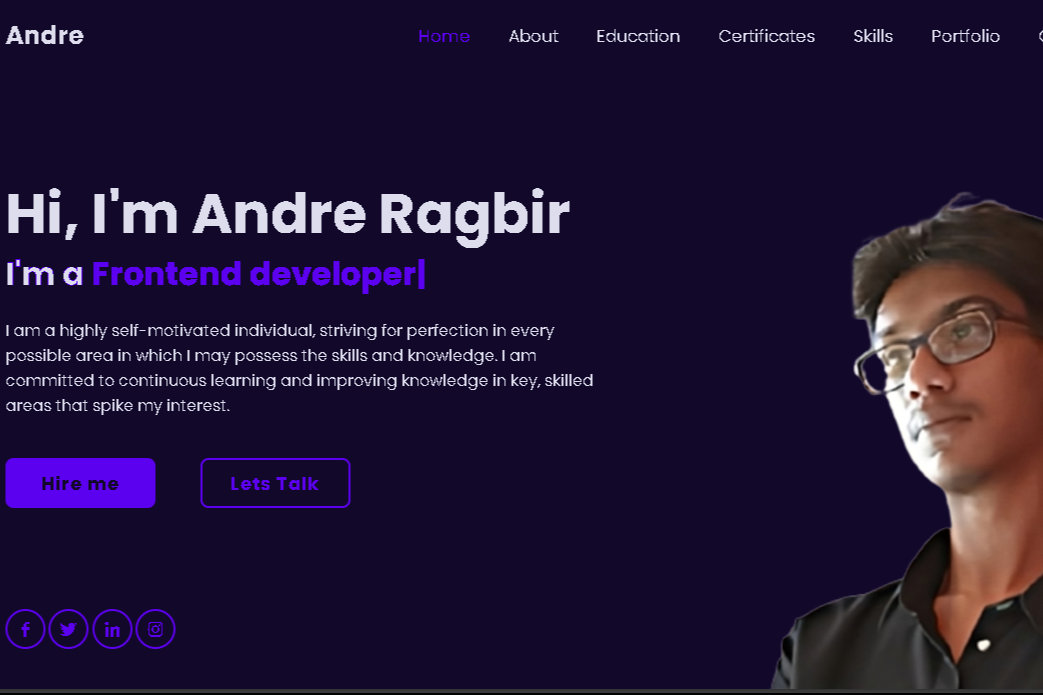 Andre
Home About Education Certificates Skills Portfolio
Hi, I'm Andre Ragbir
I'm a Frontend developer|
I am a highly self-motivated individual, striving for perfection in every
possible area in which I may possess the skills and knowledge. I am
committed to continuous learning and improving knowledge in key, skilled
areas that spike my interest.
Hire me
Lets Talk